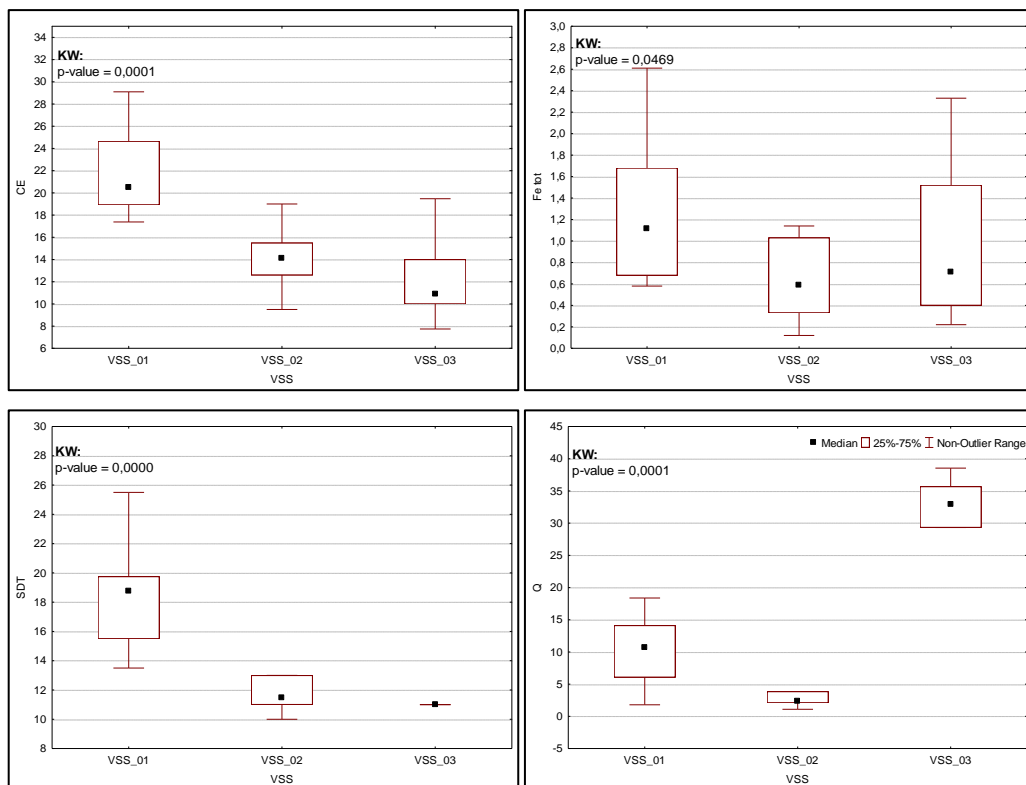 34
32
30
28
26
24
22
20
18
16
14
12
10
8
6
CE
KW:
p-value = 0,0001
VSS_01 VSS_02 VSS_03
VSS
3,0
2,8
2,6
2,4
2,2
2,0
1,8
1,6
1,4
1,2
1,0
0,8
0,6
0,4
0,2
0,0
Fe tot
KW:
p-value = 0,0469
VSS_01 VSS_02 VSS_03
VSS
30
28
26
24
22
20
18
16
14
12
10
8
SDT
KW:
p-value = 0,0000
VSS_01 VSS_02 VSS_03
VSS
45
40
35
30
25
20
15
10
5
0
-5
Q
Median 25%-75% Non-Outlier Range
KW:
p-value = 0,0001
VSS_01 VSS_02 VSS_03
VSS